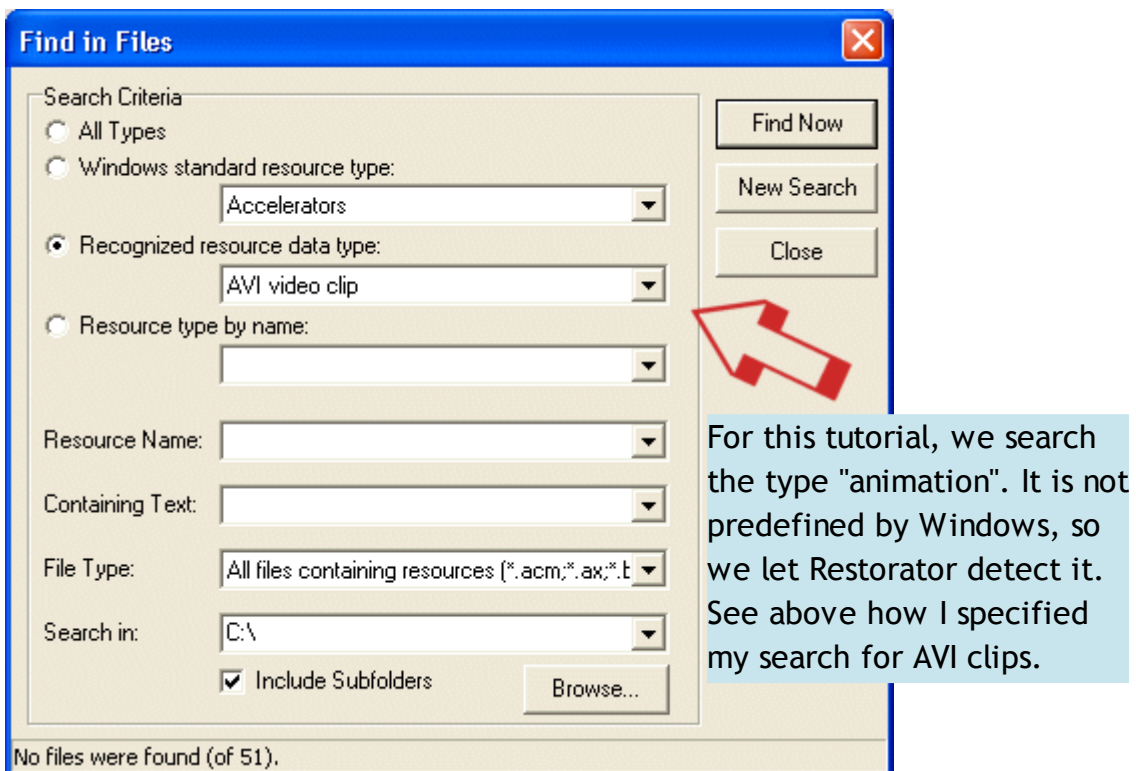 Find in Files
Search Criteria
All Types
Windows standard resource type:
Accelerators
Recognized resource data type:
AVI video clip
Resource type by name:
Resource Name:
Containing Text:
File Type:
All files containing resources (*.acm;*.ax;*.b
Search in:
C:\
Include Subfolders
Browse...
Find Now
New Search
Close
For this tutorial, we search
the type "animation". It is not
predefined by Windows, so
we let Restorator detect it.
See above how I specified
my search for AVI clips.
No files were found (of 51).